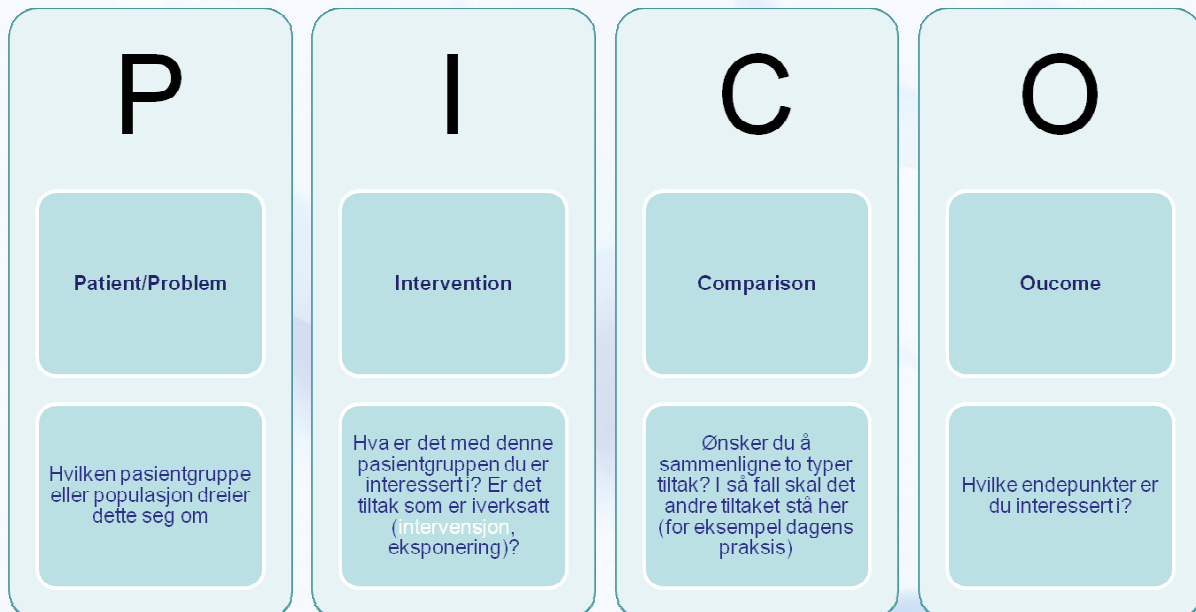 P
Patient/Problem
Hvilken pasientgruppe
eller populasjon dreier
dette seg om
I
Intervention
Hva er det med denne
pasientgruppen du er
interessert i? Er det
tiltak som er iverksatt
(intervensjon,
eksponering)?
C
Comparison
Ønsker du å
sammenligne to typer
tiltak? I så fall skal det
andre tiltaket stå her
(for eksempel dagens
praksis)
O
Oucome
Hvilke endepunkter er
du interessert i?